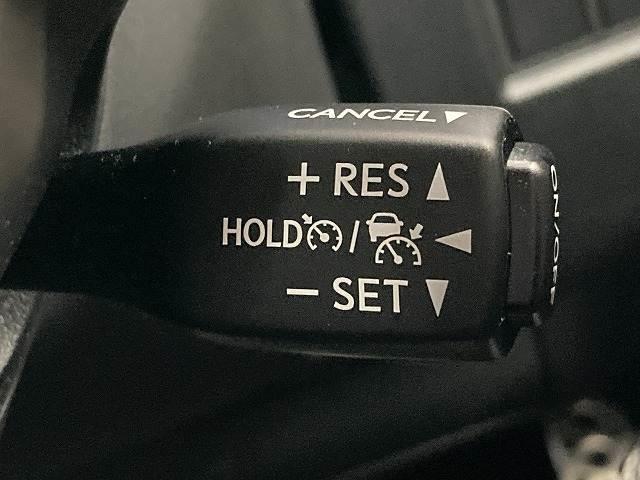 CANCEL▼
+ RES ▲
HOLD / ◀
− SET ▼
ON/OFF